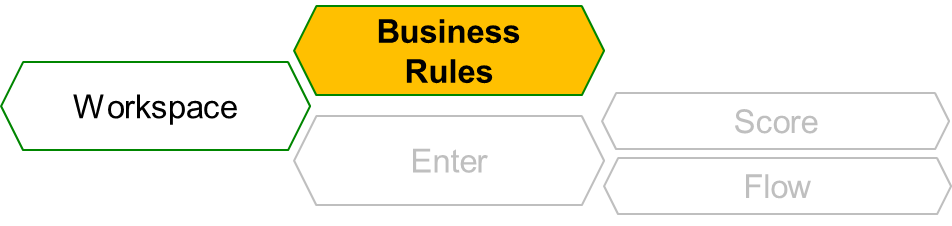 Business
Rules
Workspace
Enter
Score
Flow